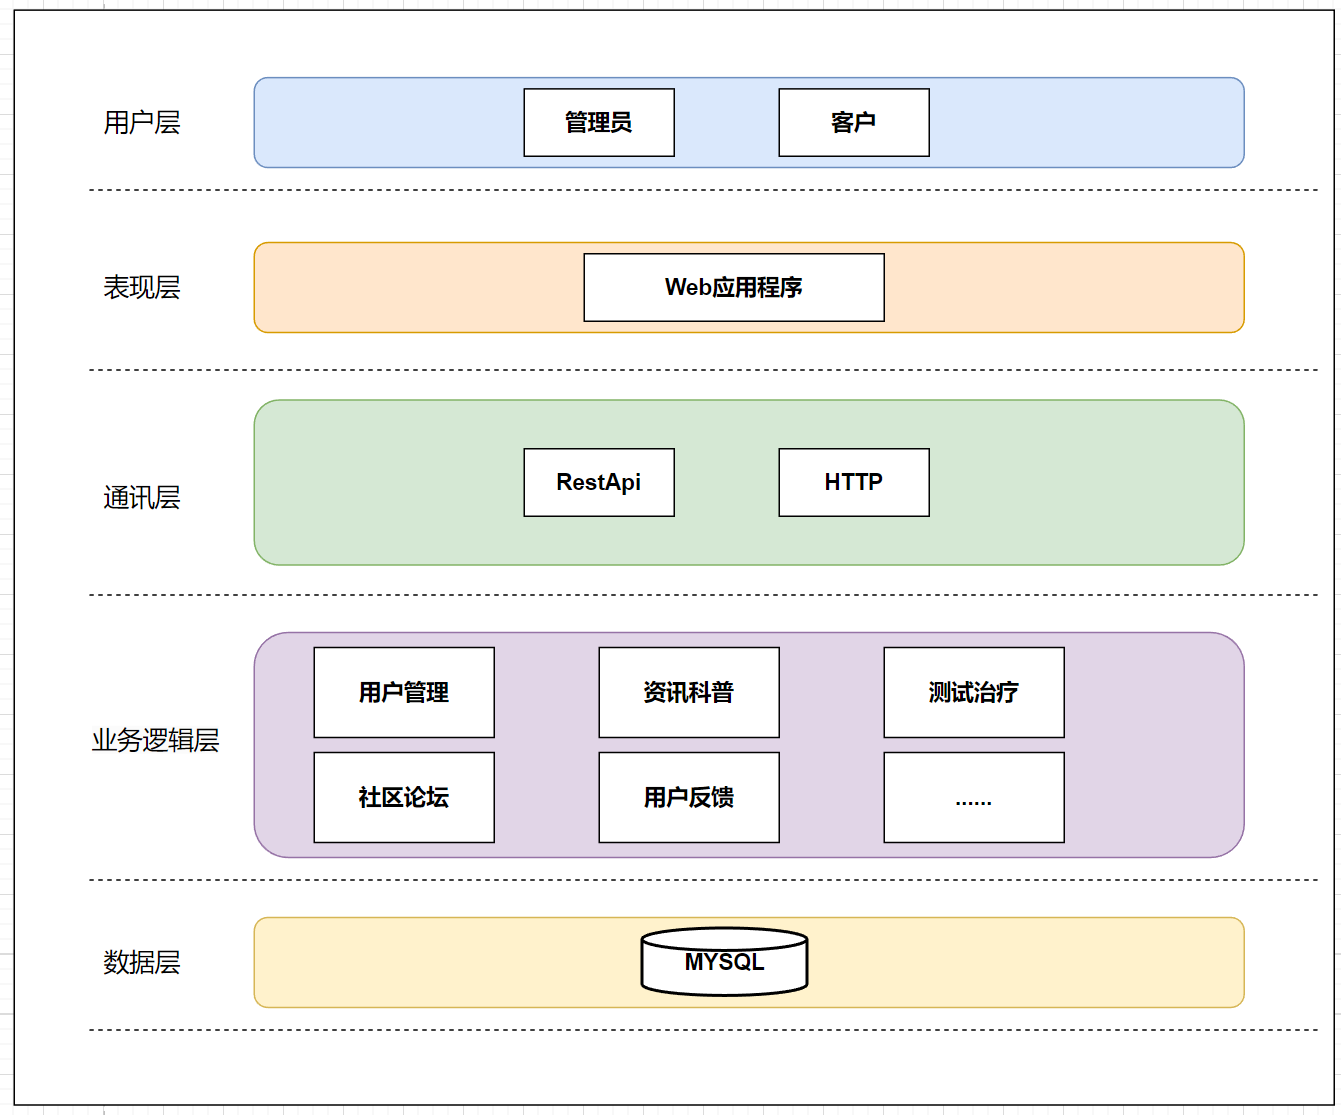 用户层
管理员
客户
表现层
Web应用程序
通讯层
RestApi
HTTP
业务逻辑层
用户管理
资讯科普
测试治疗
社区论坛
用户反馈
......
数据层
MYSQL